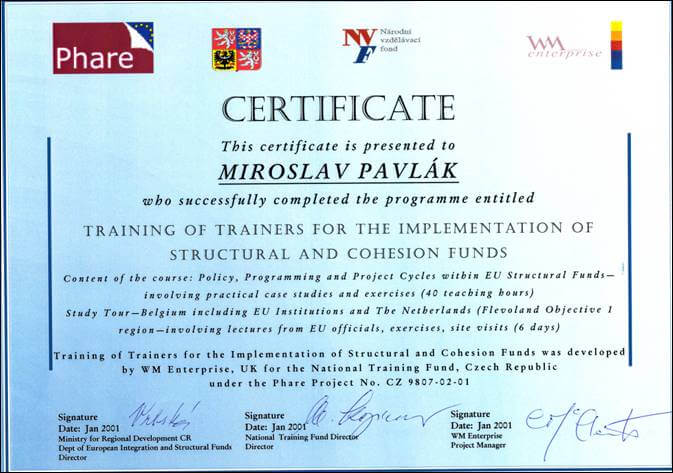 Phare
NVF
Národní
vzdělávací
fond
WM
enterprise
CERTIFICATE
This certificate is presented to
MIROSLAV PAVLÁK
who successfully completed the programme entitled
TRAINING OF TRAINERS FOR THE IMPLEMENTATION OF
STRUCTURAL AND COHESION FUNDS
Content of the course: Policy, Programming and Project Cycles within EU Structural Funds—
involving practical case studies and exercises (40 teaching hours)
Study Tour—Belgium including EU Institutions and The Netherlands (Flevoland Objective 1
region—involving lectures from EU officials, exercises, site visits (6 days)
Training of Trainers for the Implementation of Structural and Cohesion Funds was developed
by WM Enterprise, UK for the National Training Fund, Czech Republic
under the Phare Project No. CZ 9807-02-01
Signature
Date: Jan 2001
Ministry for Regional Development CR
Dept of European Integration and Structural Funds
Director
Signature
Date: Jan 2001
National Training Fund Director
Director
Signature
Date: Jan 2001
WM Enterprise
Project Manager